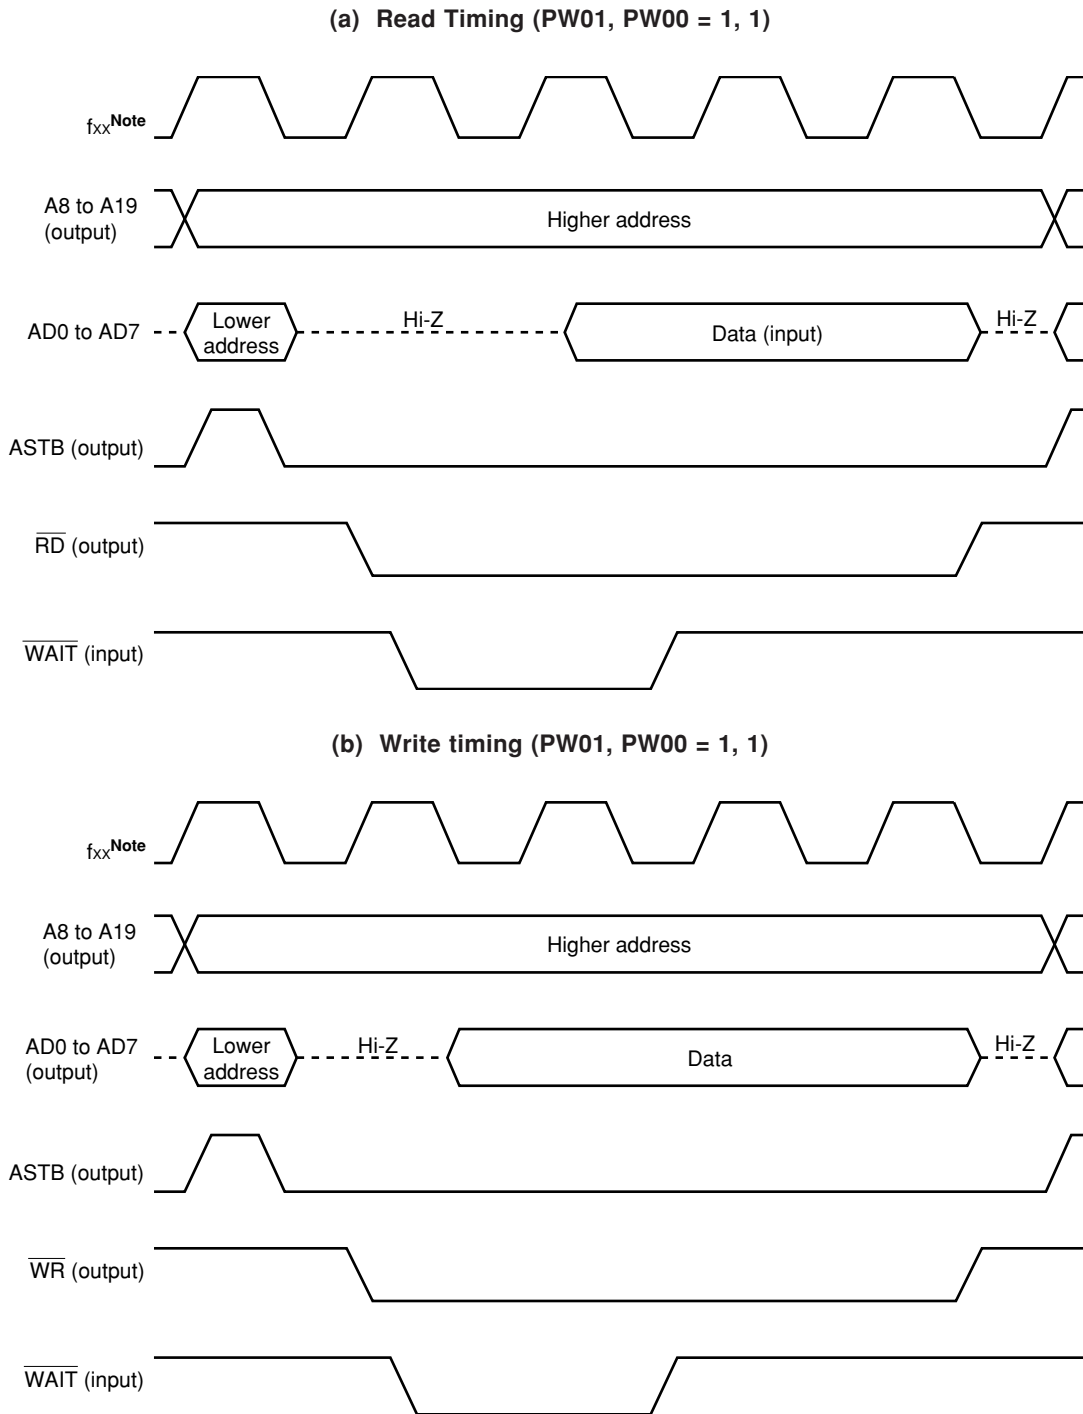 (a) Read Timing (PW01, PW00 = 1, 1)
fxxNote
A8 to A19
(output)
Higher address
AD0 to AD7
Lower
address
Hi-Z
Data (input)
Hi-Z
ASTB (output)
RD (output)
WAIT (input)
(b) Write timing (PW01, PW00 = 1, 1)
fxxNote
A8 to A19
(output)
Higher address
AD0 to AD7
(output)
Lower
address
Hi-Z
Data
Hi-Z
ASTB (output)
WR (output)
WAIT (input)